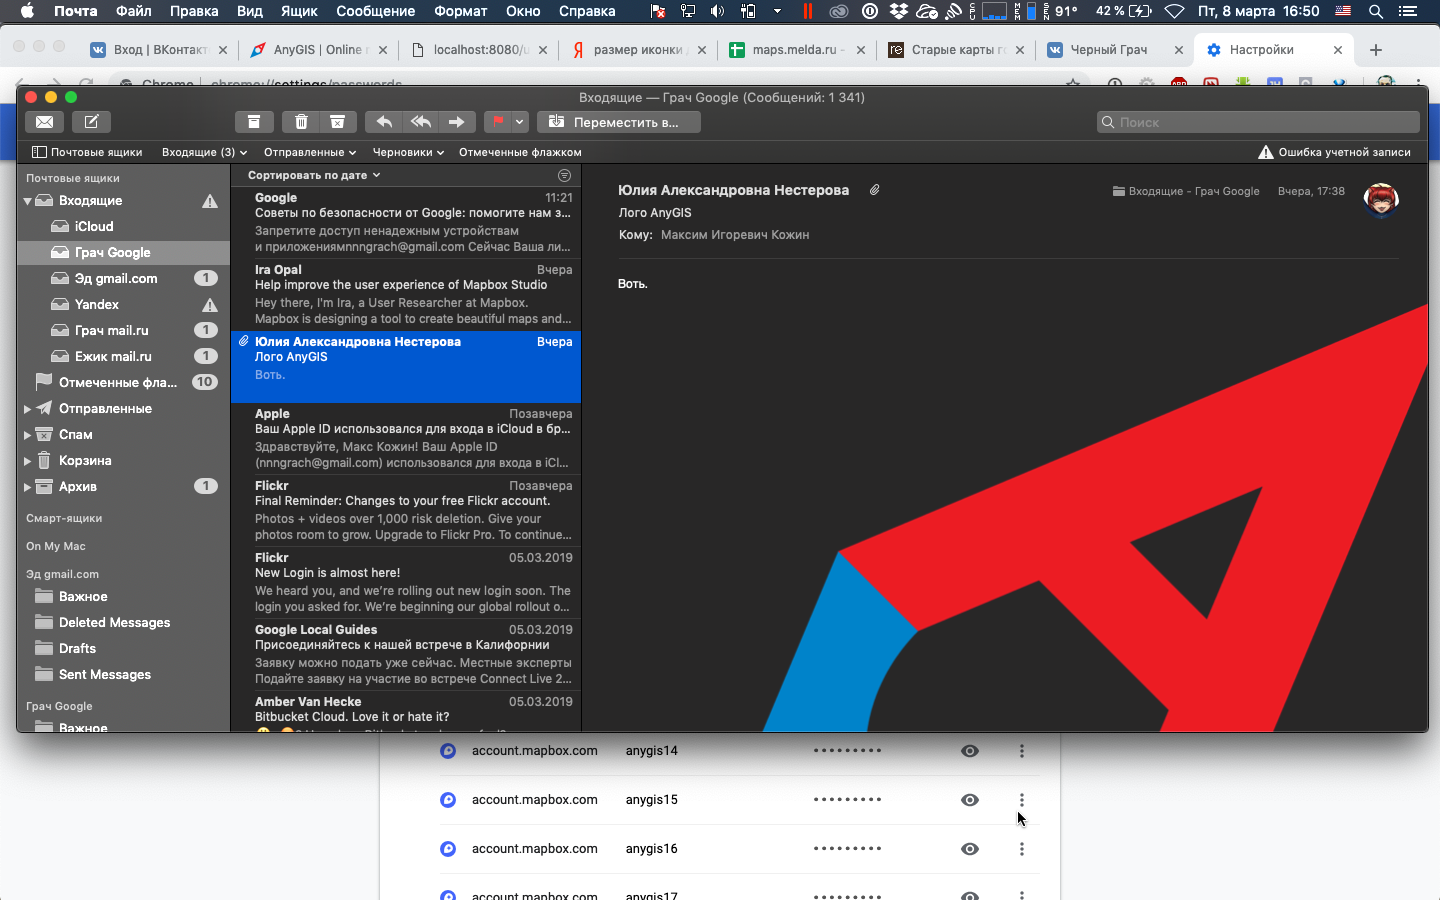 Почта Файл Правка Вид Ящик Сообщение Формат Окно Справка 91° 42 % Пт, 8 марта 16:50
Вход | ВКонтакт
AnyGIS | Online
localhost:8080/
размер иконки
maps.melda.ru -
Старые карты г
Черный Грач
Настройки
Chrome | chrome://settings/passwords
Входящие — Грач Google (Сообщений: 1 341)
Переместить в...
Поиск
Почтовые ящики Входящие (3) Отправленные Черновики Отмеченные флажком
Ошибка учетной записи
Почтовые ящики
Входящие
iCloud
Грач Google
Эд gmail.com 1
Yandex
Грач mail.ru 1
Ежик mail.ru 1
Отмеченные фла... 10
Отправленные
Спам
Корзина
Архив 1
Смарт-ящики
On My Mac
Эд gmail.com
Важное
Deleted Messages
Drafts
Sent Messages
Грач Google
Важное
Сортировать по дате
Google 11:21
Советы по безопасности от Google: помогите нам з...
Запретите доступ ненадежным устройствам
и приложениямnnngrach@gmail.com Сейчас Ваша ли...
Ira Opal Вчера
Help improve the user experience of Mapbox Studio
Hey there, I'm Ira, a User Researcher at Mapbox.
Mapbox is designing a tool to create beautiful maps and...
Юлия Александровна Нестерова Вчера
Лого AnyGIS
Воть.
Apple Позавчера
Ваш Apple ID использовался для входа в iCloud в бр...
Здравствуйте, Макс Кожин! Ваш Apple ID
(nnngrach@gmail.com) использовался для входа в iCl...
Flickr Позавчера
Final Reminder: Changes to your free Flickr account.
Photos + videos over 1,000 risk deletion. Give your
photos room to grow. Upgrade to Flickr Pro. To continue...
Flickr 05.03.2019
New Login is almost here!
We heard you, and we're rolling out new login soon. The
login you asked for. We're beginning our global rollout o...
Google Local Guides 05.03.2019
Присоединяйтесь к нашей встрече в Калифорнии
Заявку можно подать уже сейчас. Местные эксперты
Подайте заявку на участие во встрече Connect Live 2...
Amber Van Hecke 05.03.2019
Bitbucket Cloud. Love it or hate it?
Юлия Александровна Нестерова
Входящие - Грач Google Вчера, 17:38
Лого AnyGIS
Кому: Максим Игоревич Кожин
Воть.
account.mapbox.com anygis14 •••••••••
account.mapbox.com anygis15 •••••••••
account.mapbox.com anygis16 •••••••••
account.mapbox.com anygis17 •••••••••